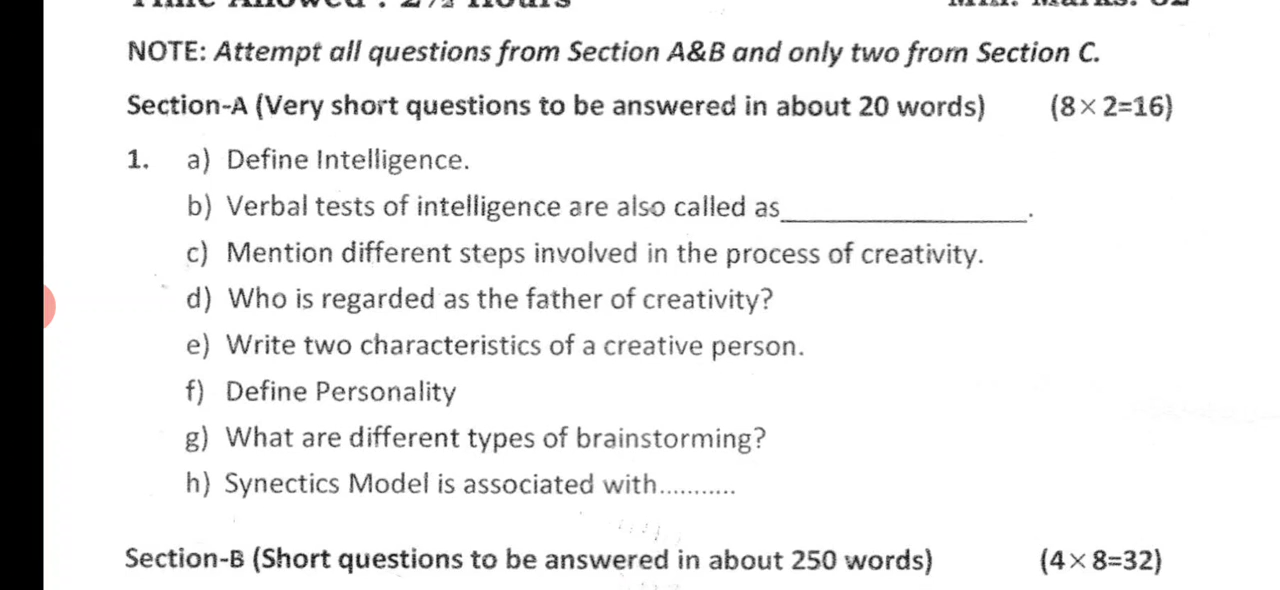 NOTE: Attempt all questions from Section A&B and only two from Section C.
Section-A (Very short questions to be answered in about 20 words) (8×2=16)
1. a) Define Intelligence.
b) Verbal tests of intelligence are also called as_______________.
c) Mention different steps involved in the process of creativity.
d) Who is regarded as the father of creativity?
e) Write two characteristics of a creative person.
f) Define Personality
g) What are different types of brainstorming?
h) Synectics Model is associated with...........
Section-B (Short questions to be answered in about 250 words) (4×8=32)